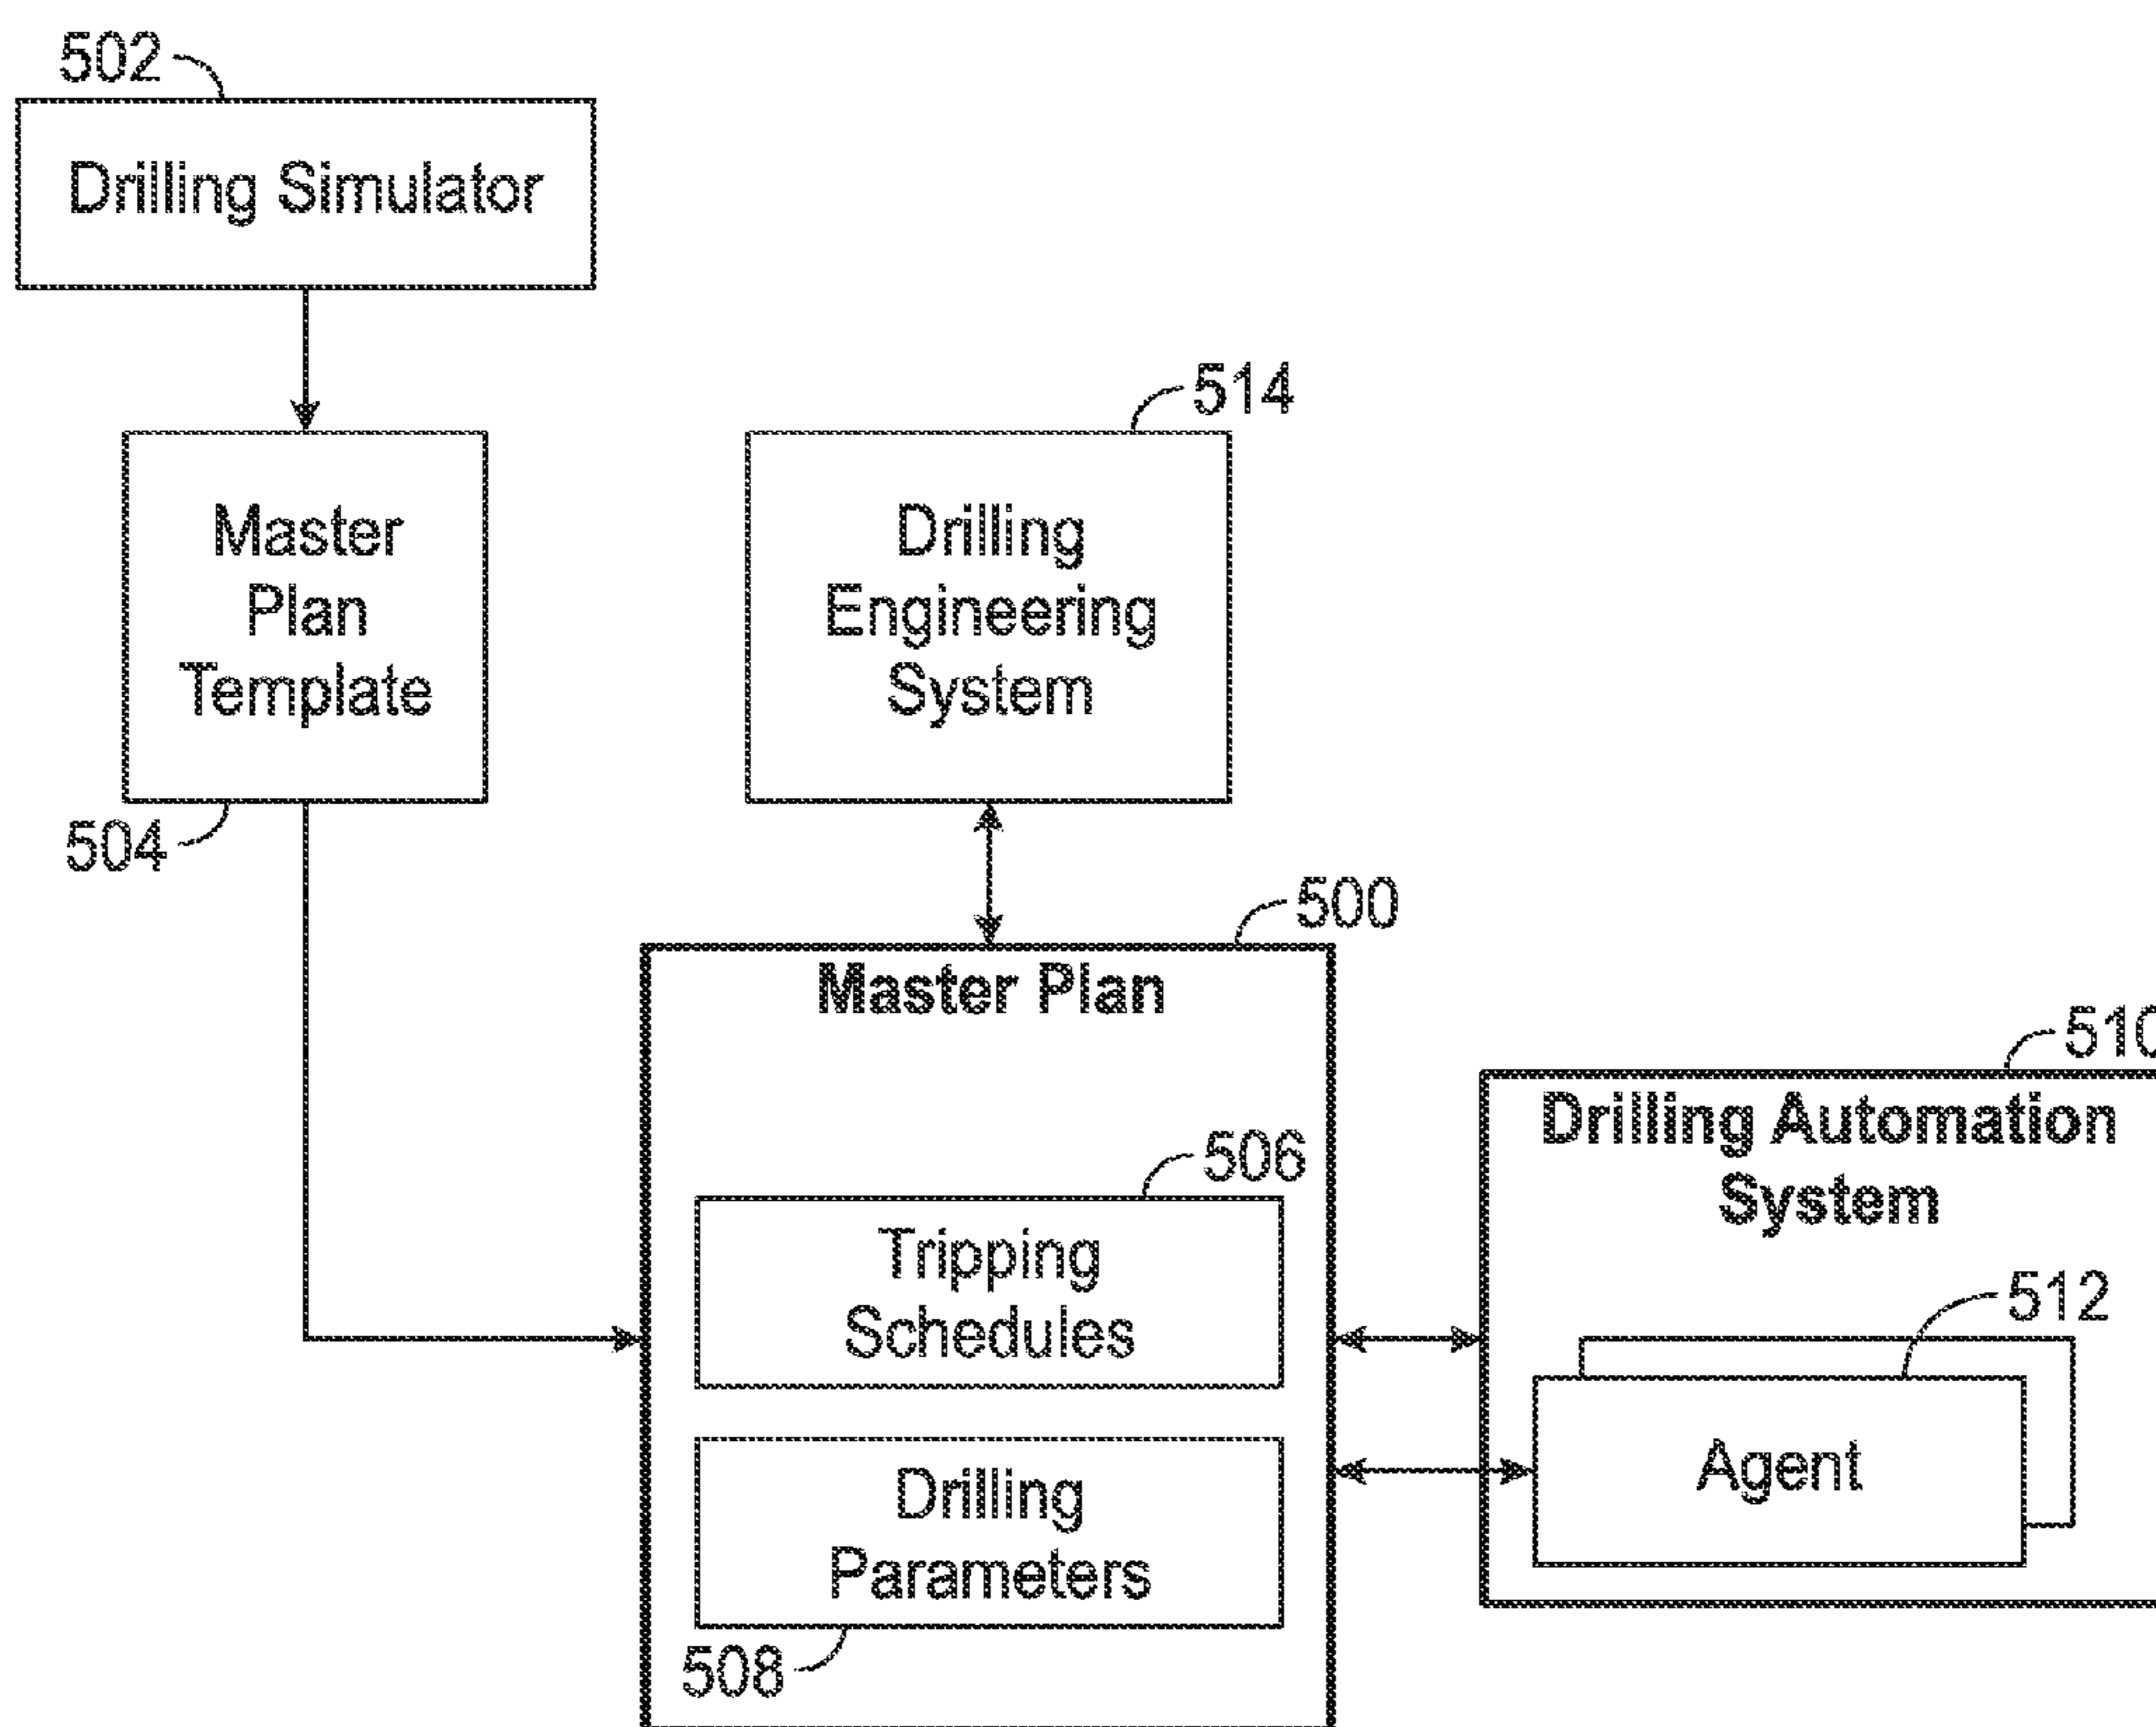 502
Drilling Simulator
514
Master
Plan
Template
504
Drilling
Engineering
System
500
Master Plan
506
Tripping
Schedules
Drilling
Parameters
508
510
Drilling Automation
System
512
Agent